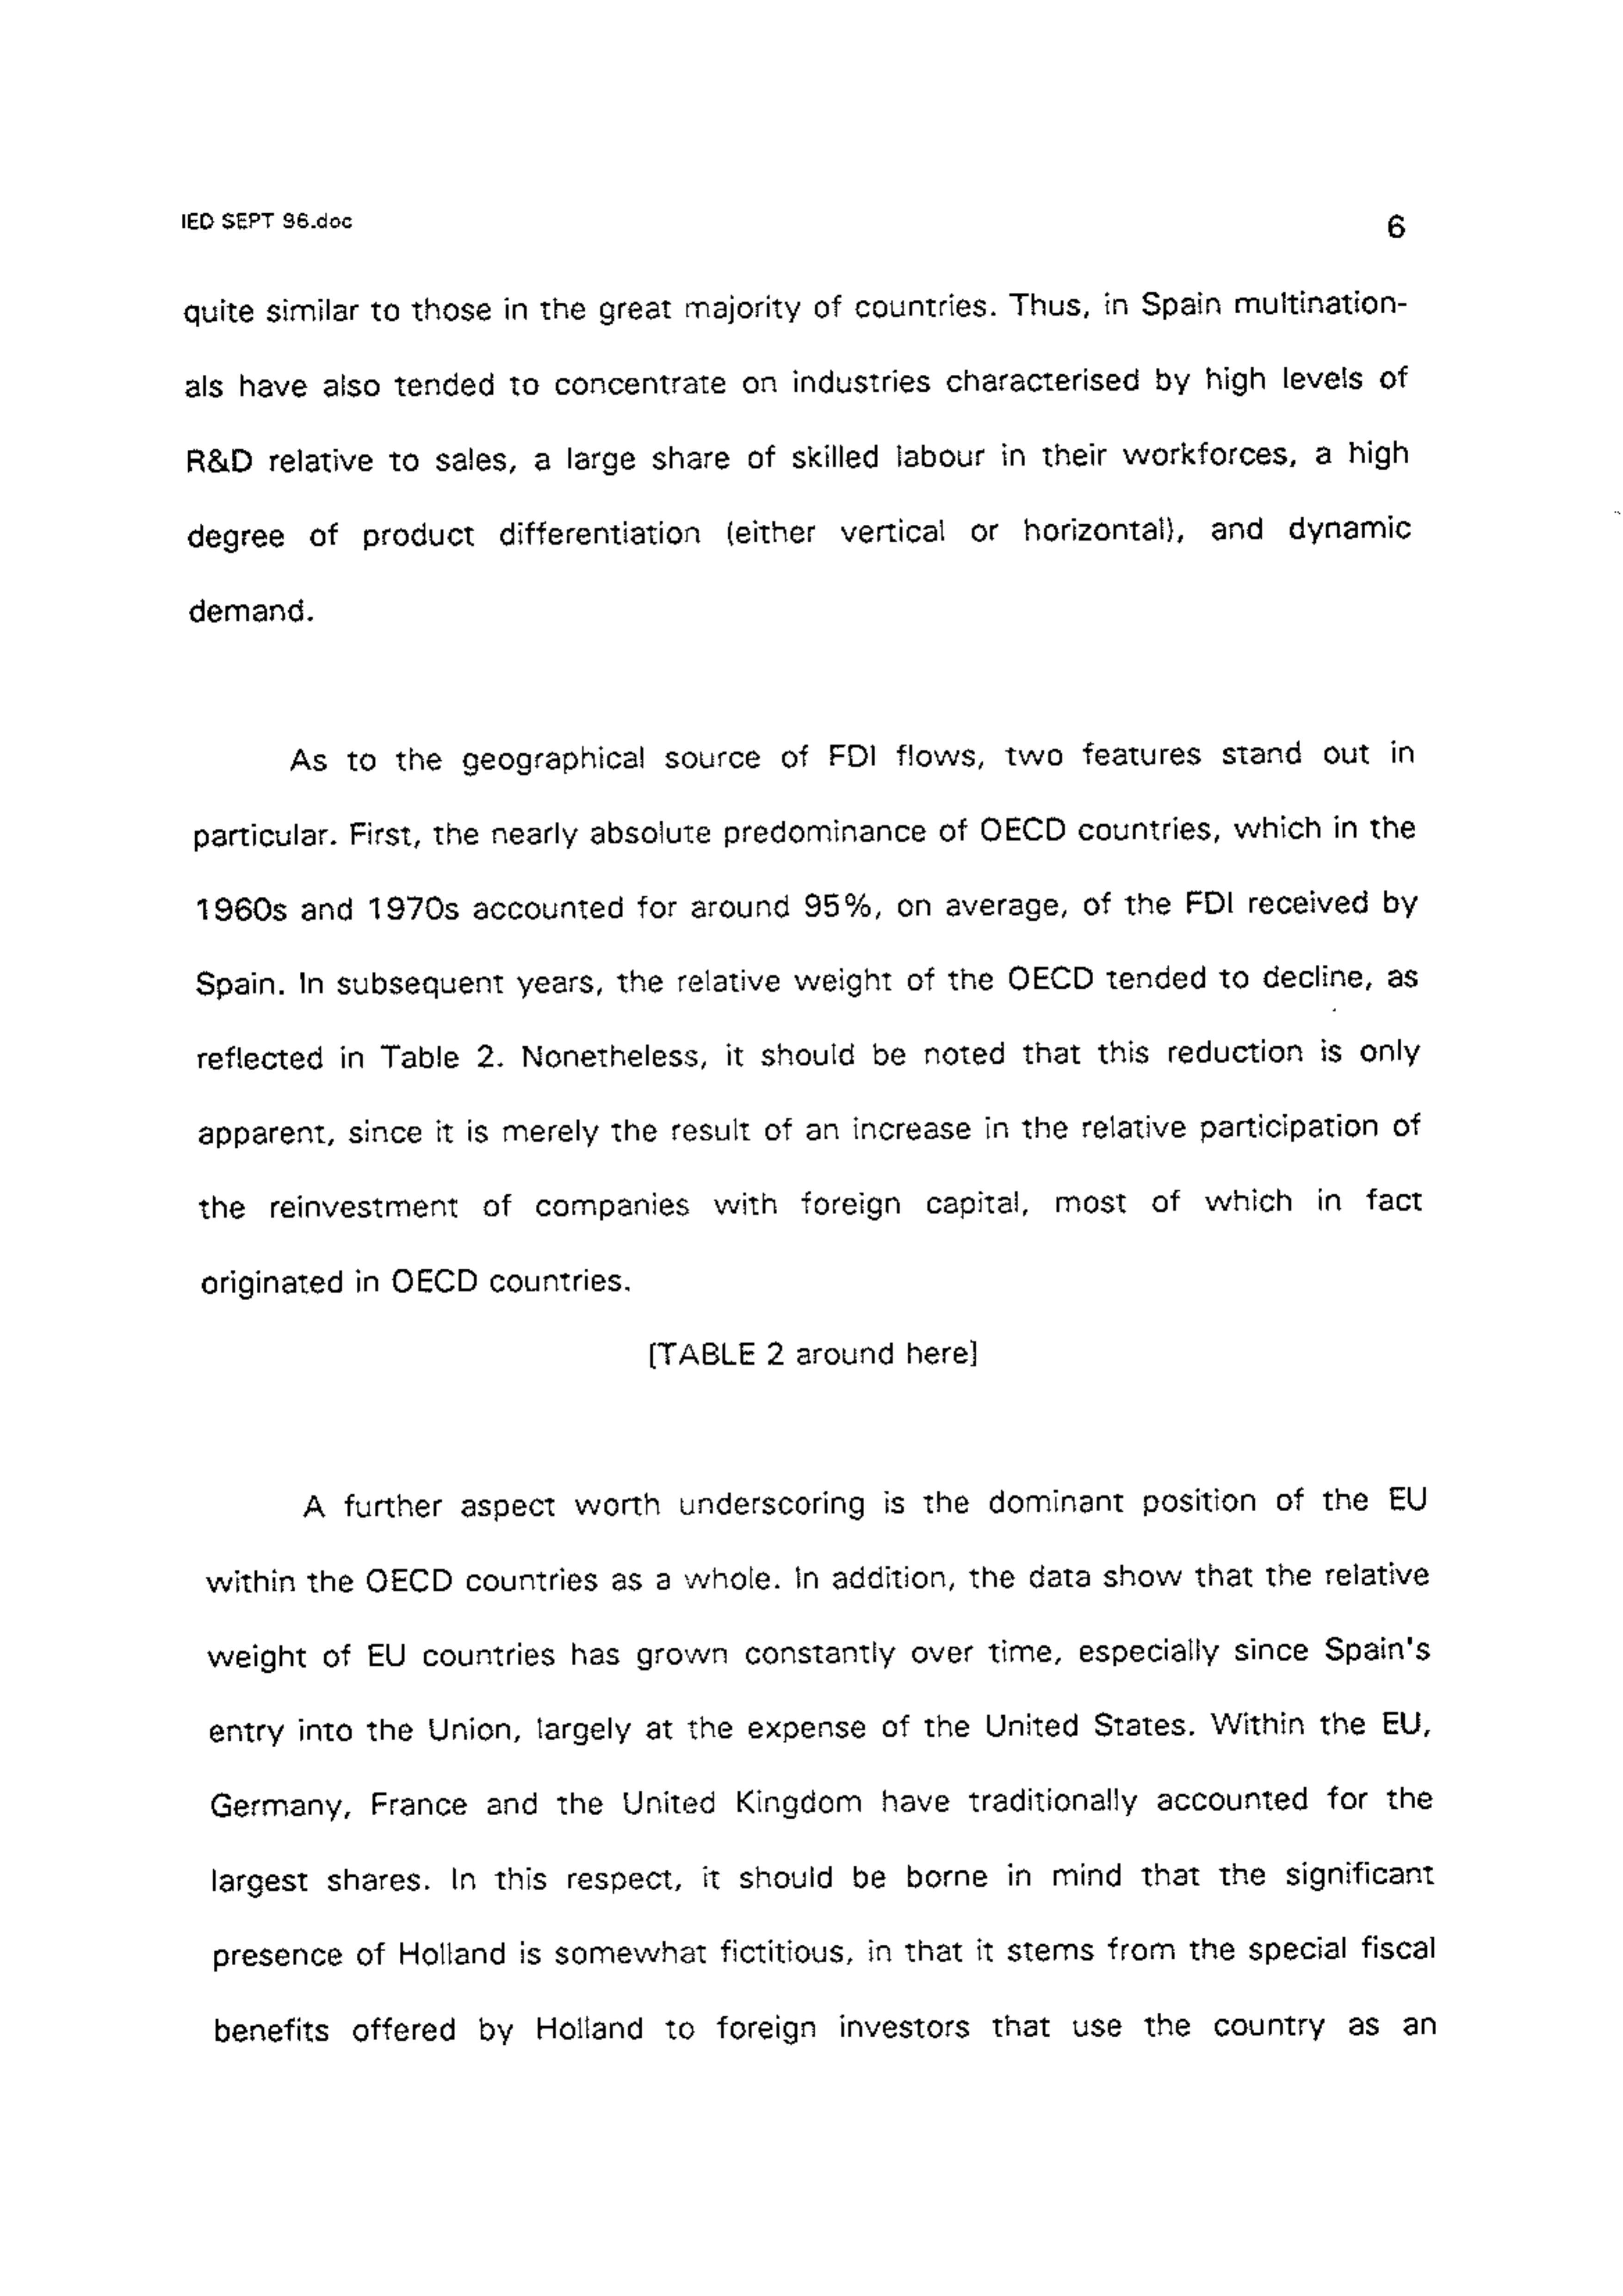 IED SEPT 96.doc
6
quite similar to those in the great majority of countries. Thus, in Spain multination-
als have also tended to concentrate on industries characterised by high levels of
R&D relative to sales, a large share of skilled labour in their workforces, a high
degree of product differentiation (either vertical or horizontal), and dynamic
demand.
As to the geographical source of FDI flows, two features stand out in
particular. First, the nearly absolute predominance of OECD countries, which in the
1960s and 1970s accounted for around 95%, on average, of the FDI received by
Spain. In subsequent years, the relative weight of the OECD tended to decline, as
reflected in Table 2. Nonetheless, it should be noted that this reduction is only
apparent, since it is merely the result of an increase in the relative participation of
the reinvestment of companies with foreign capital, most of which in fact
originated in OECD countries.
[TABLE 2 around here]
A further aspect worth underscoring is the dominant position of the EU
within the OECD countries as a whole. In addition, the data show that the relative
weight of EU countries has grown constantly over time, especially since Spain's
entry into the Union, largely at the expense of the United States. Within the EU,
Germany, France and the United Kingdom have traditionally accounted for the
largest shares. In this respect, it should be borne in mind that the significant
presence of Holland is somewhat fictitious, in that it stems from the special fiscal
benefits offered by Holland to foreign investors that use the country as an